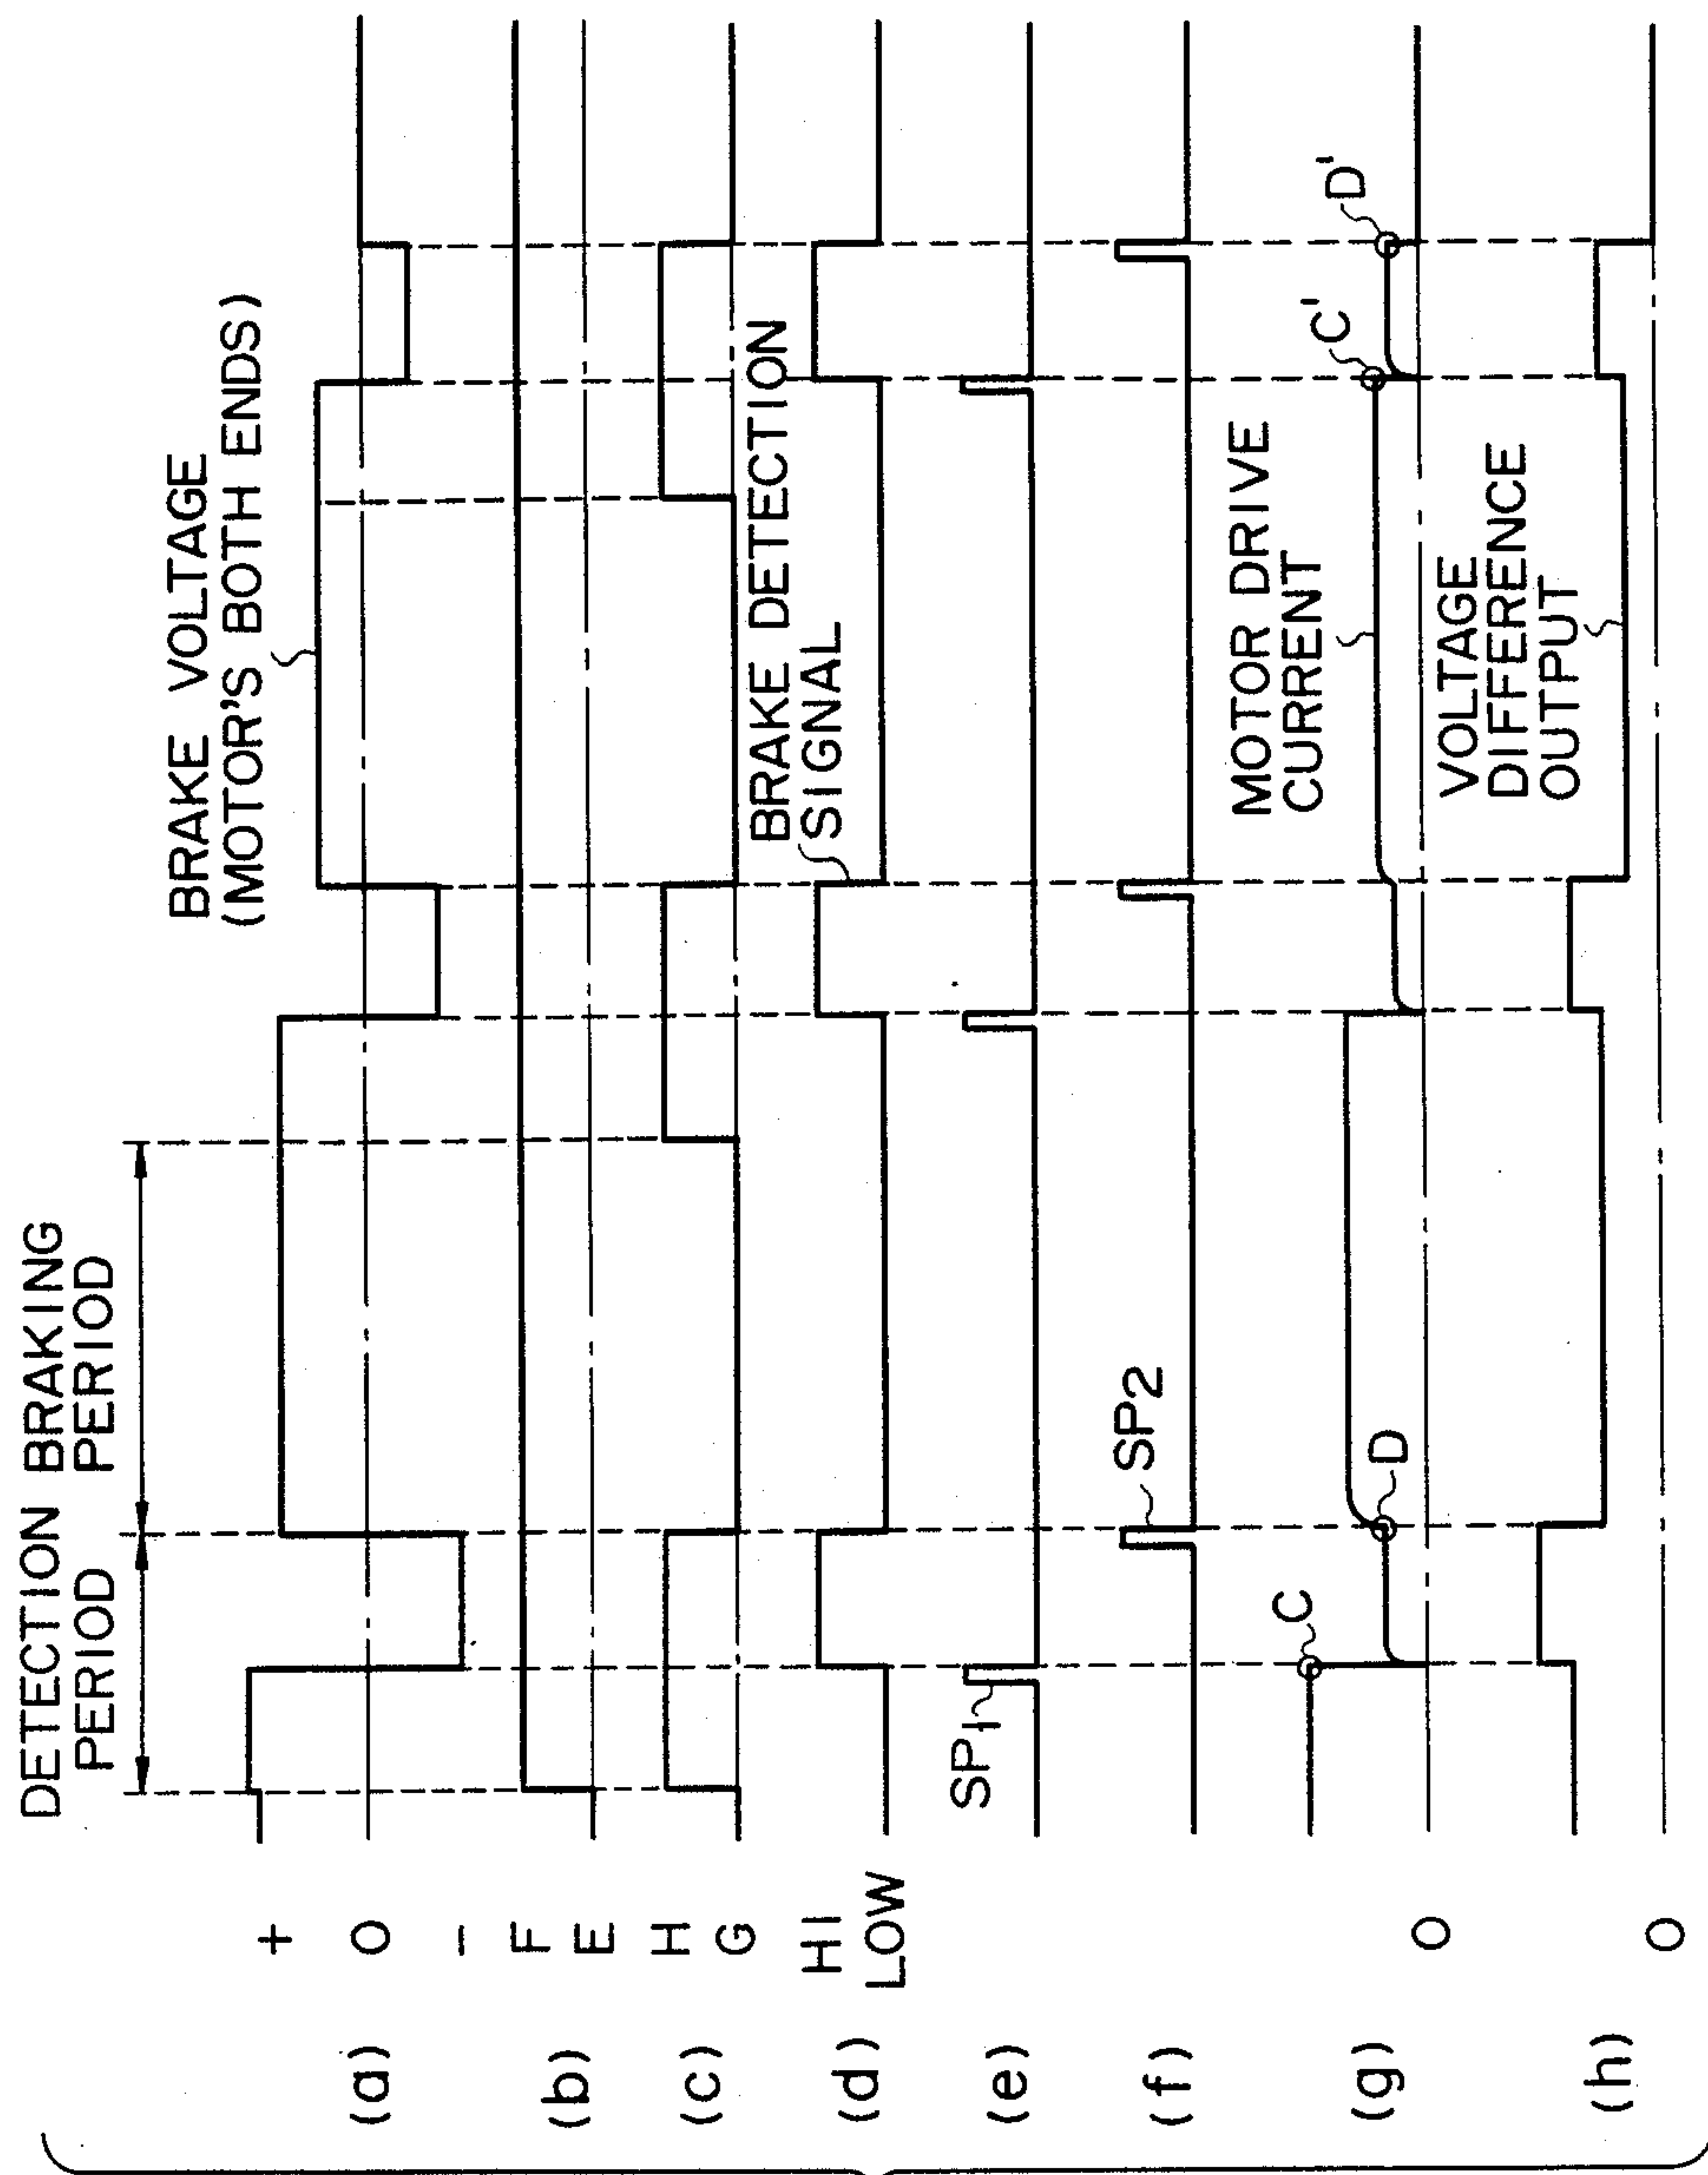 DETECTION BRAKING
PERIOD PERIOD
BRAKE VOLTAGE
(MOTOR'S BOTH ENDS)
(a)
+
0
-
(b)
F
E
(c)
H
G
BRAKE DETECTION
SIGNAL
(d)
HI
LOW
(e)
SP1
(f)
SP2
(g)
C
D
MOTOR DRIVE
CURRENT
C'
D'
0
(h)
VOLTAGE
DIFFERENCE
OUTPUT
0